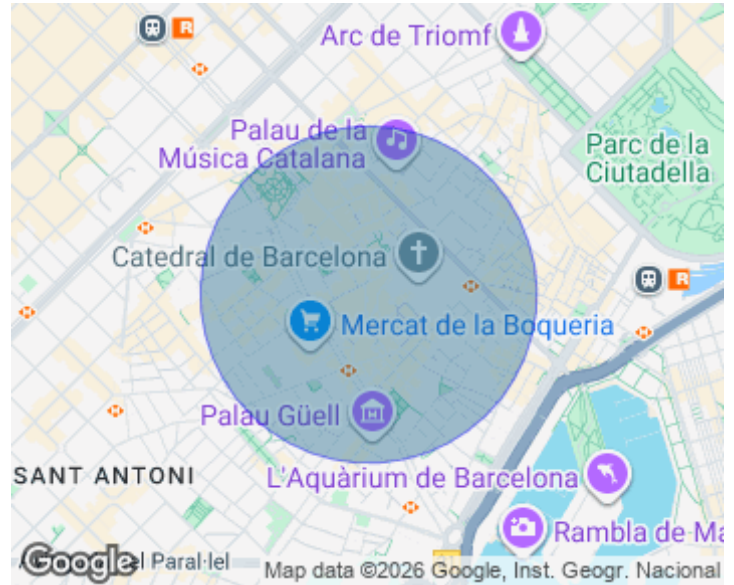 R
Arc de Triomf
Palau de la
Música Catalana
Parc de la
Ciutadella
Catedral de Barcelona
R
Mercat de la Boqueria
Palau Güell
SANT ANTONI
L'Aquàrium de Barcelona
Rambla de Ma
Google
el Paral·lel
Map data ©2026 Google, Inst. Geogr. Nacional